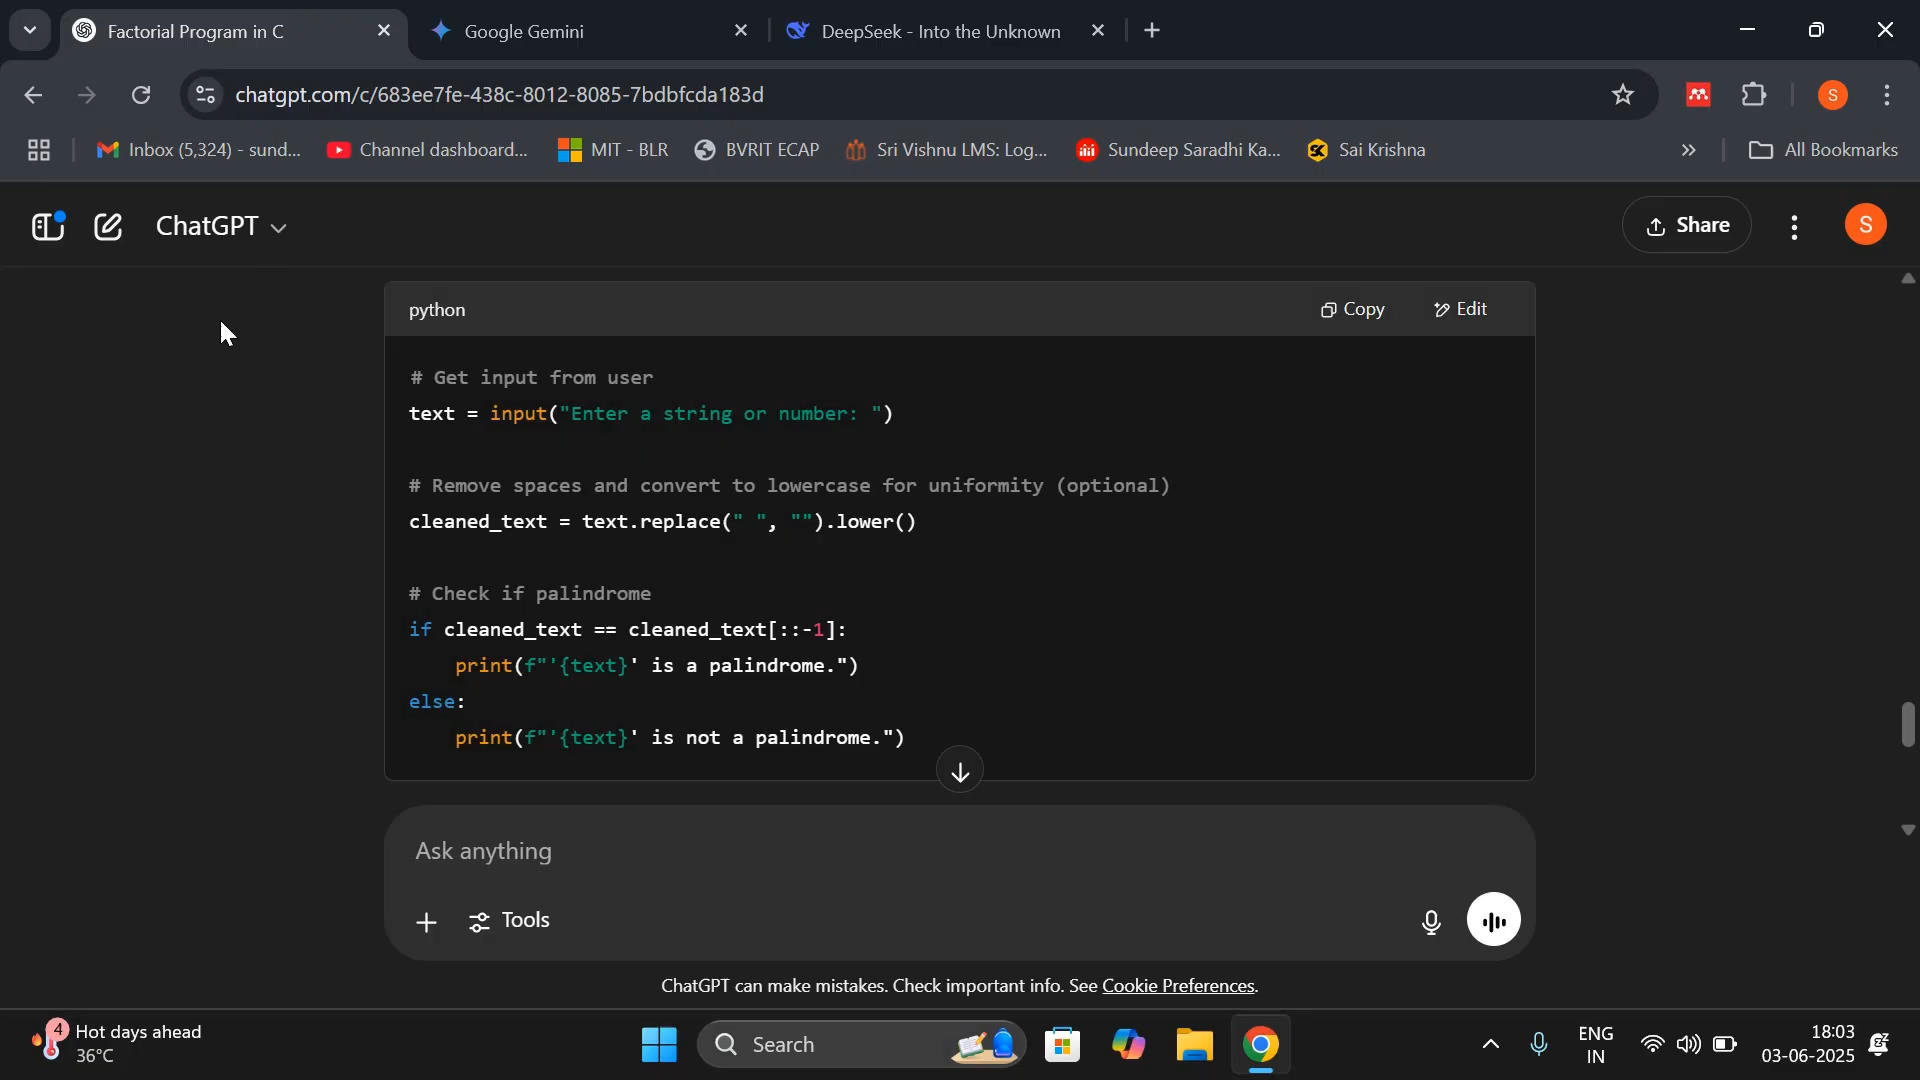 Factorial Program in C
Google Gemini
DeepSeek - Into the Unknown
chatgpt.com/c/683ee7fe-438c-8012-8085-7bdbfcda183d
S
Inbox (5,324) - sund...
Channel dashboard...
MIT - BLR
BVRIT ECAP
Sri Vishnu LMS: Log...
Sundeep Saradhi Ka...
Sai Krishna
All Bookmarks
ChatGPT
Share
S
python
Copy
Edit
# Get input from user
text = input("Enter a string or number: ")
# Remove spaces and convert to lowercase for uniformity (optional)
cleaned_text = text.replace(" ", "").lower()
# Check if palindrome
if cleaned_text == cleaned_text[::-1]:
    print(f"'{text}' is a palindrome.")
else:
    print(f"'{text}' is not a palindrome.")
Ask anything
Tools
ChatGPT can make mistakes. Check important info. See Cookie Preferences.
4
Hot days ahead
36°C
Search
ENG
IN
18:03
03-06-2025